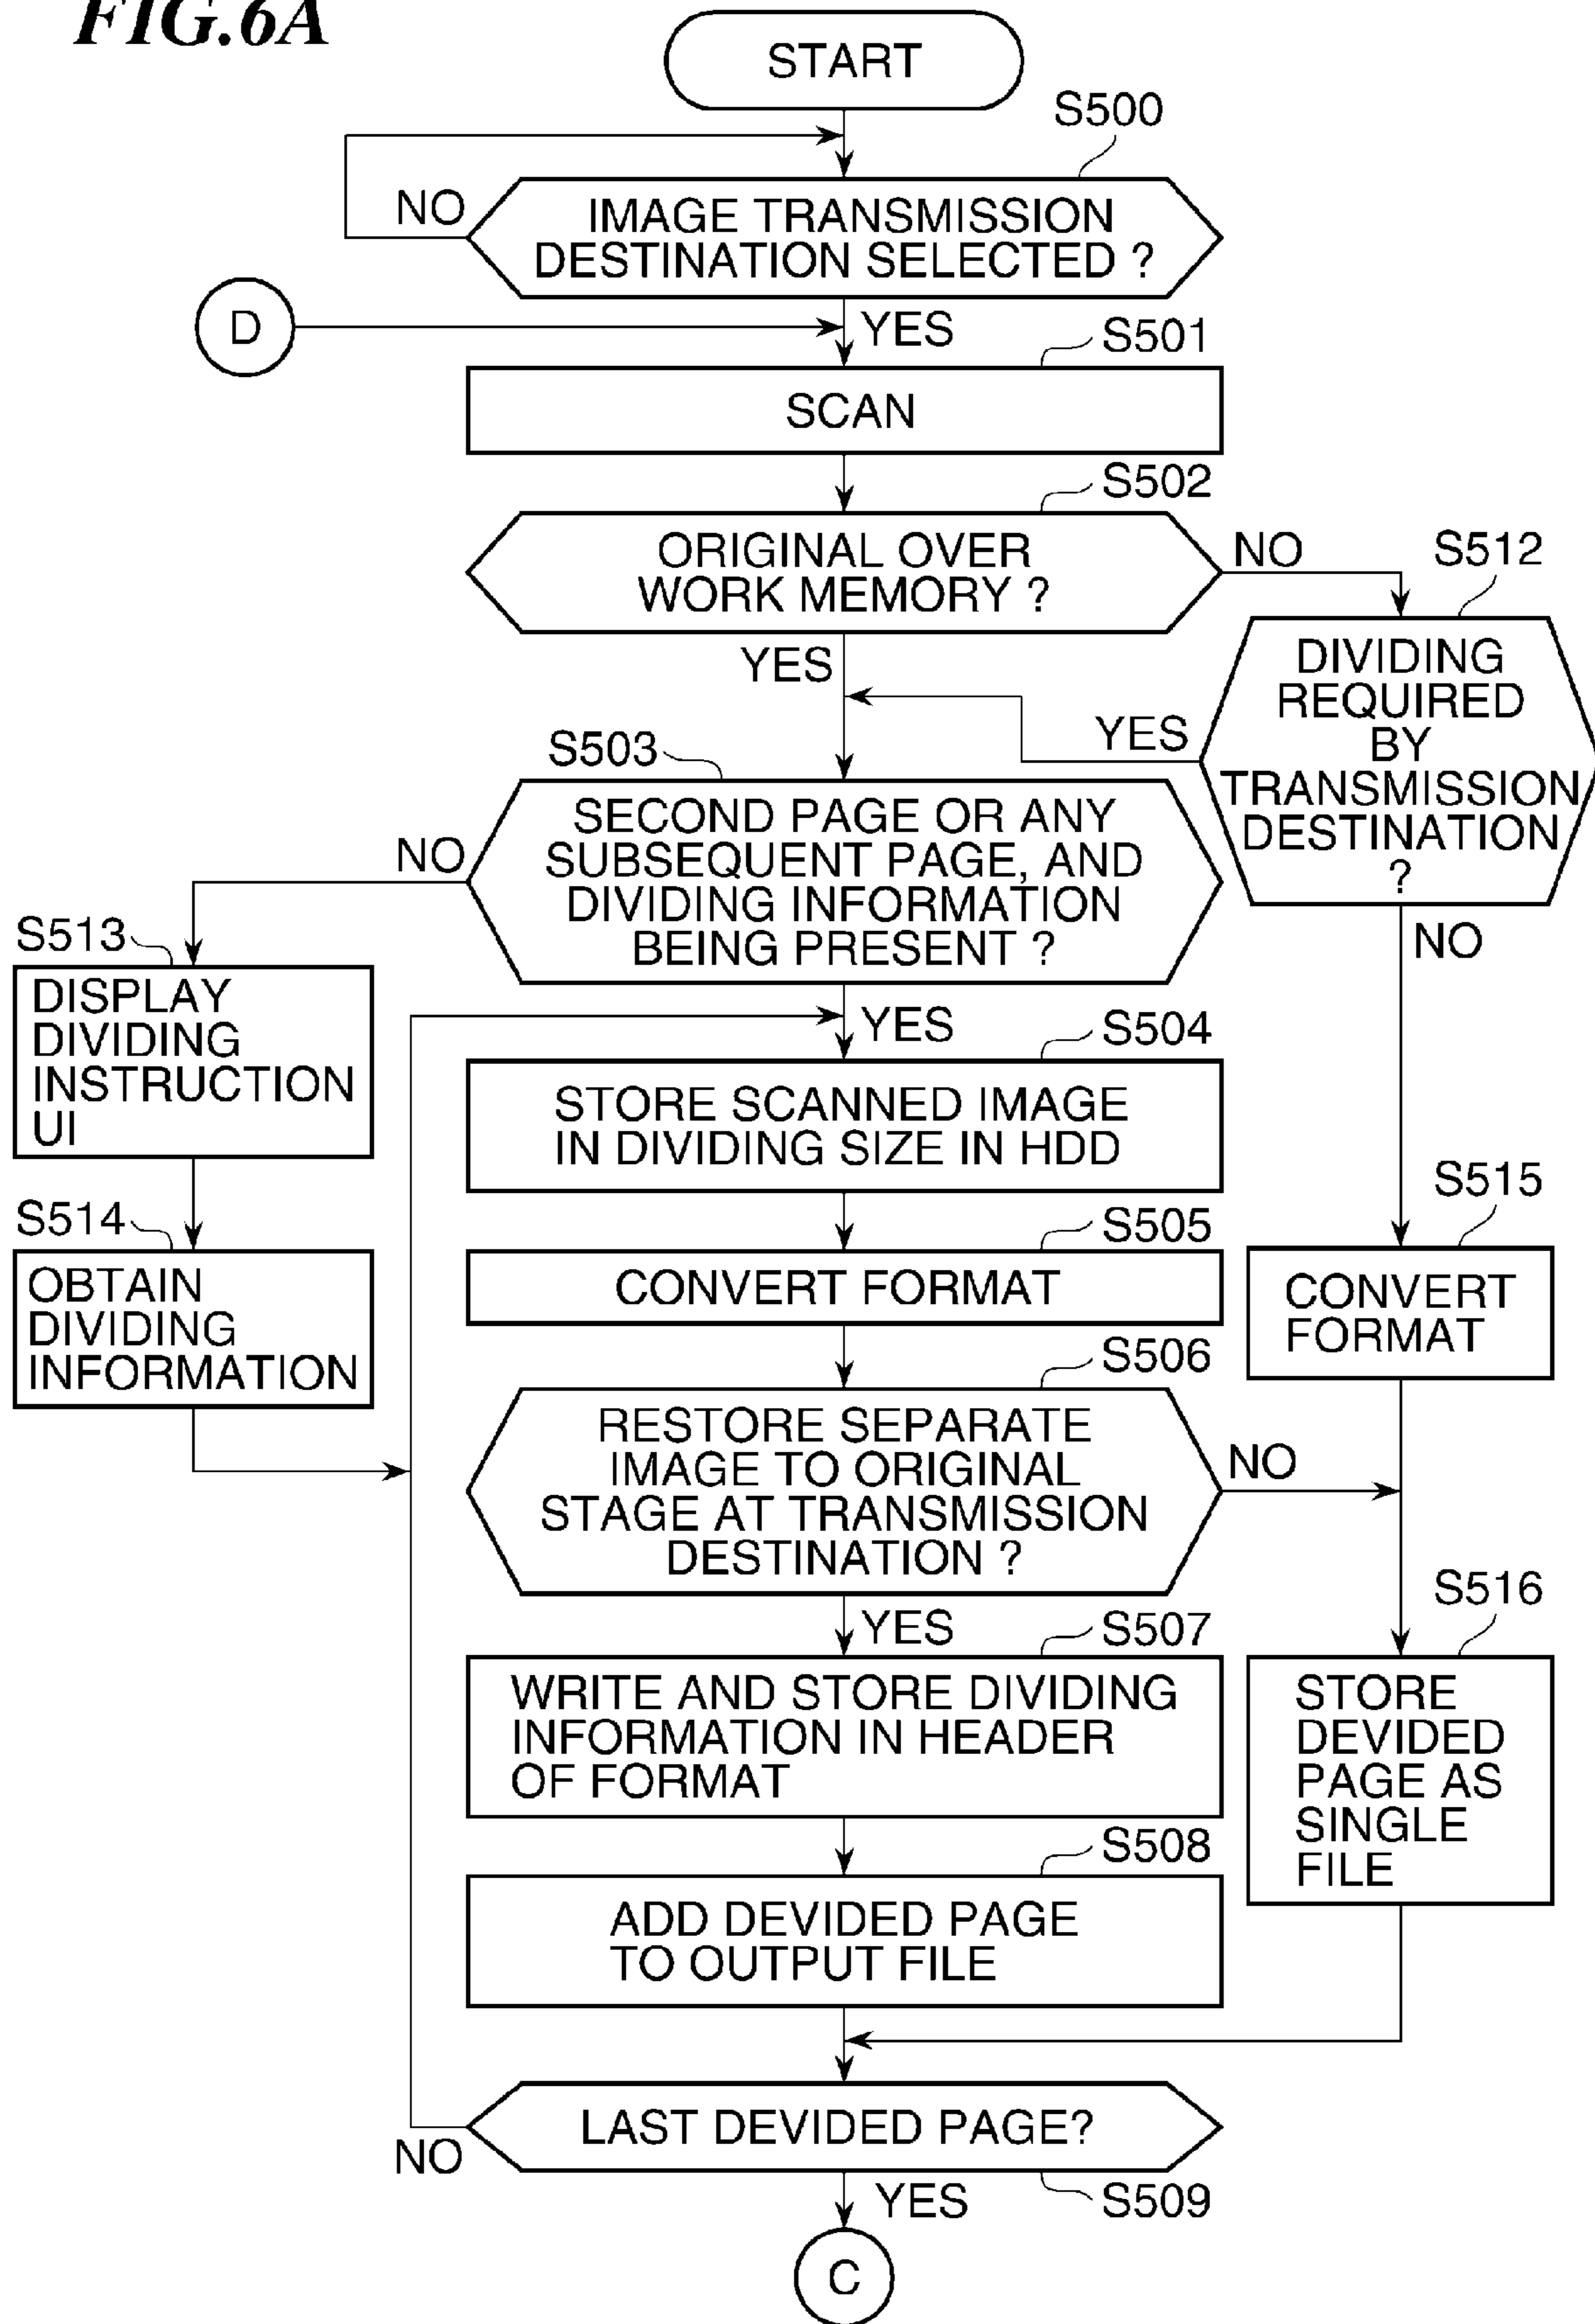 FIG.6A
START
S500
NO
IMAGE TRANSMISSION
DESTINATION SELECTED ?
D
YES
S501
SCAN
S502
ORIGINAL OVER
WORK MEMORY ?
NO
S512
YES
DIVIDING
REQUIRED
BY
TRANSMISSION
DESTINATION
?
YES
NO
S503
SECOND PAGE OR ANY
SUBSEQUENT PAGE, AND
DIVIDING INFORMATION
BEING PRESENT ?
NO
S513
DISPLAY
DIVIDING
INSTRUCTION
UI
YES
S504
STORE SCANNED IMAGE
IN DIVIDING SIZE IN HDD
S514
OBTAIN
DIVIDING
INFORMATION
S505
CONVERT FORMAT
S515
CONVERT
FORMAT
S506
RESTORE SEPARATE
IMAGE TO ORIGINAL
STAGE AT TRANSMISSION
DESTINATION ?
NO
YES
S507
WRITE AND STORE DIVIDING
INFORMATION IN HEADER
OF FORMAT
S516
STORE
DEVIDED
PAGE AS
SINGLE
FILE
S508
ADD DEVIDED PAGE
TO OUTPUT FILE
LAST DEVIDED PAGE?
NO
YES
S509
C